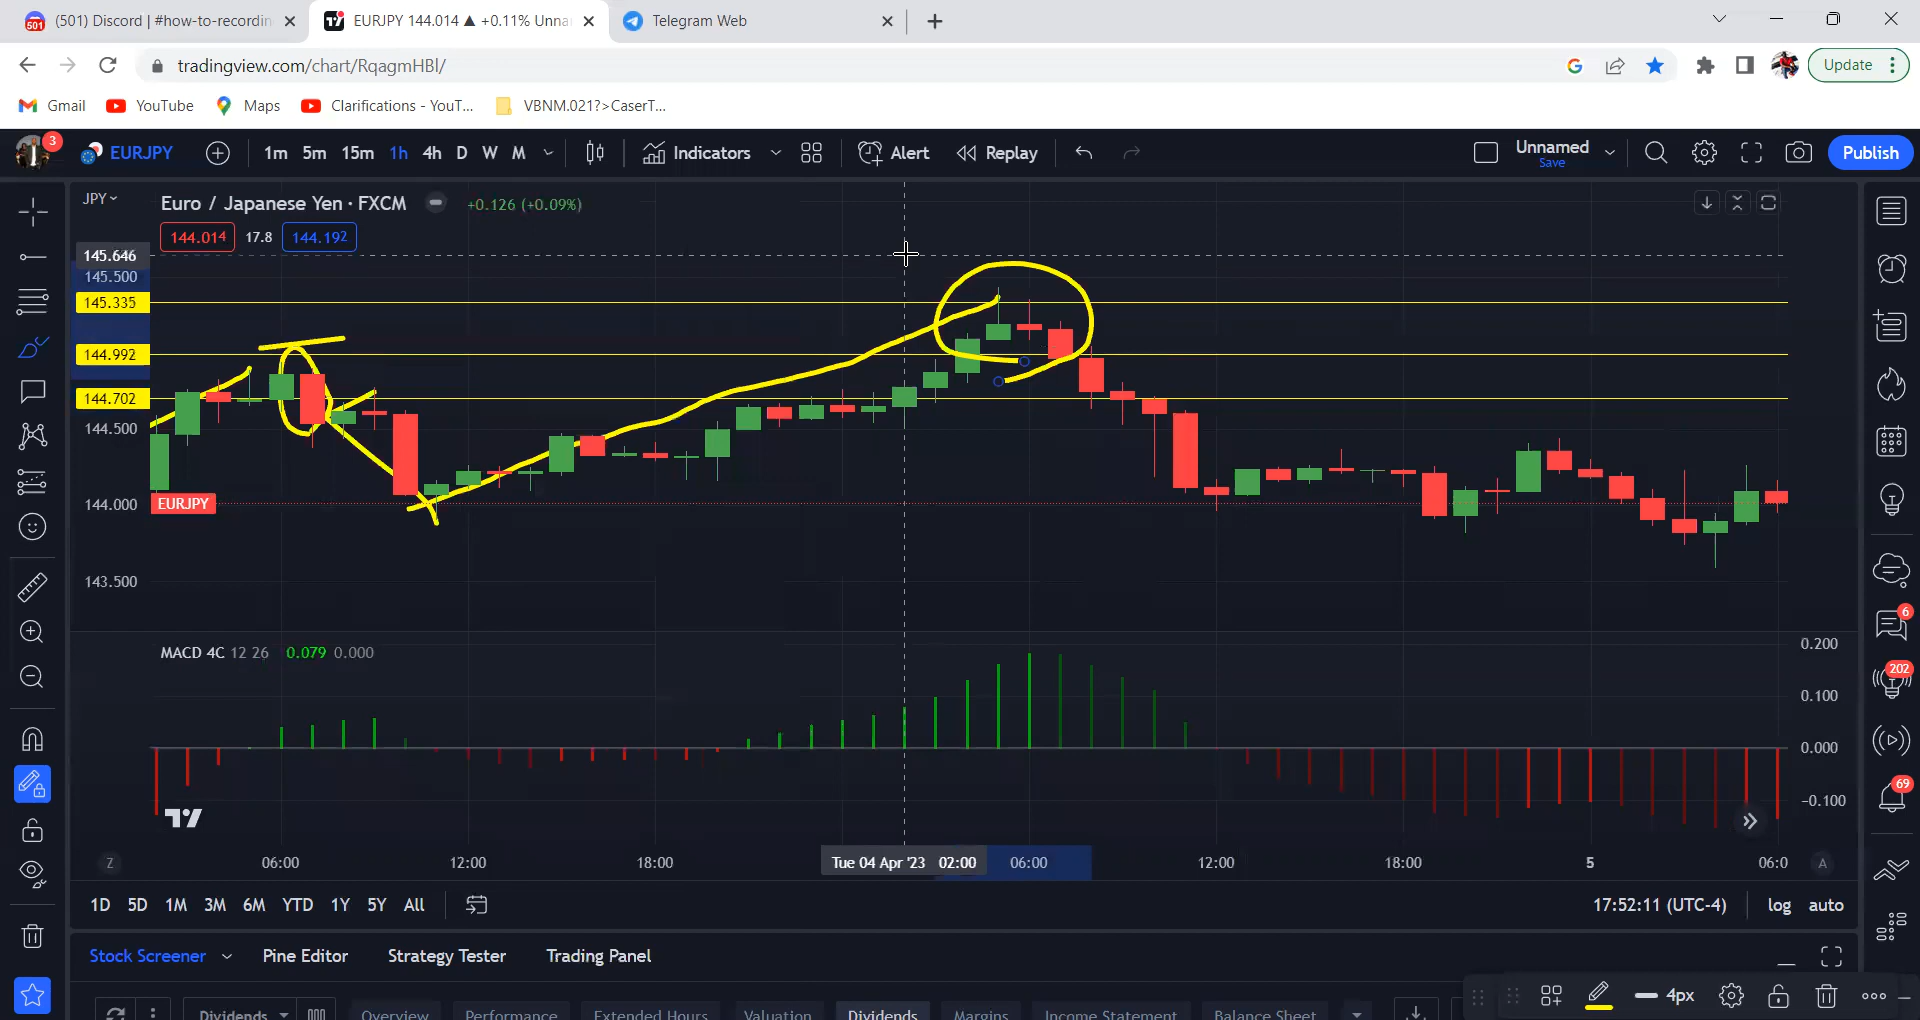 (501) Discord | #how-to-recordin
EURJPY 144.014 ▲ +0.11% Unna
Telegram Web
tradingview.com/chart/RqagmHBl/
Update
Gmail
YouTube
Maps
Clarifications - YouT...
VBNM.021?>CaserT...
3
EURJPY
1m 5m 15m 1h 4h D W M
Indicators
Alert
Replay
Unnamed
Save
Publish
JPY
Euro / Japanese Yen · FXCM
+0.126 (+0.09%)
144.014
17.8
144.192
145.646
145.500
145.335
144.992
144.702
144.500
144.000
EURJPY
143.500
MACD 4C 12 26 0.079 0.000
0.200
0.100
0.000
−0.100
6
202
69
Z
06:00
12:00
18:00
Tue 04 Apr '23 02:00
06:00
12:00
18:00
5
06:0
A
1D 5D 1M 3M 6M YTD 1Y 5Y All
17:52:11 (UTC-4)
log
auto
Stock Screener
Pine Editor
Strategy Tester
Trading Panel
4px
Dividends
Overview
Performance
Extended Hours
Valuation
Dividends
Margins
Income Statement
Balance Sheet